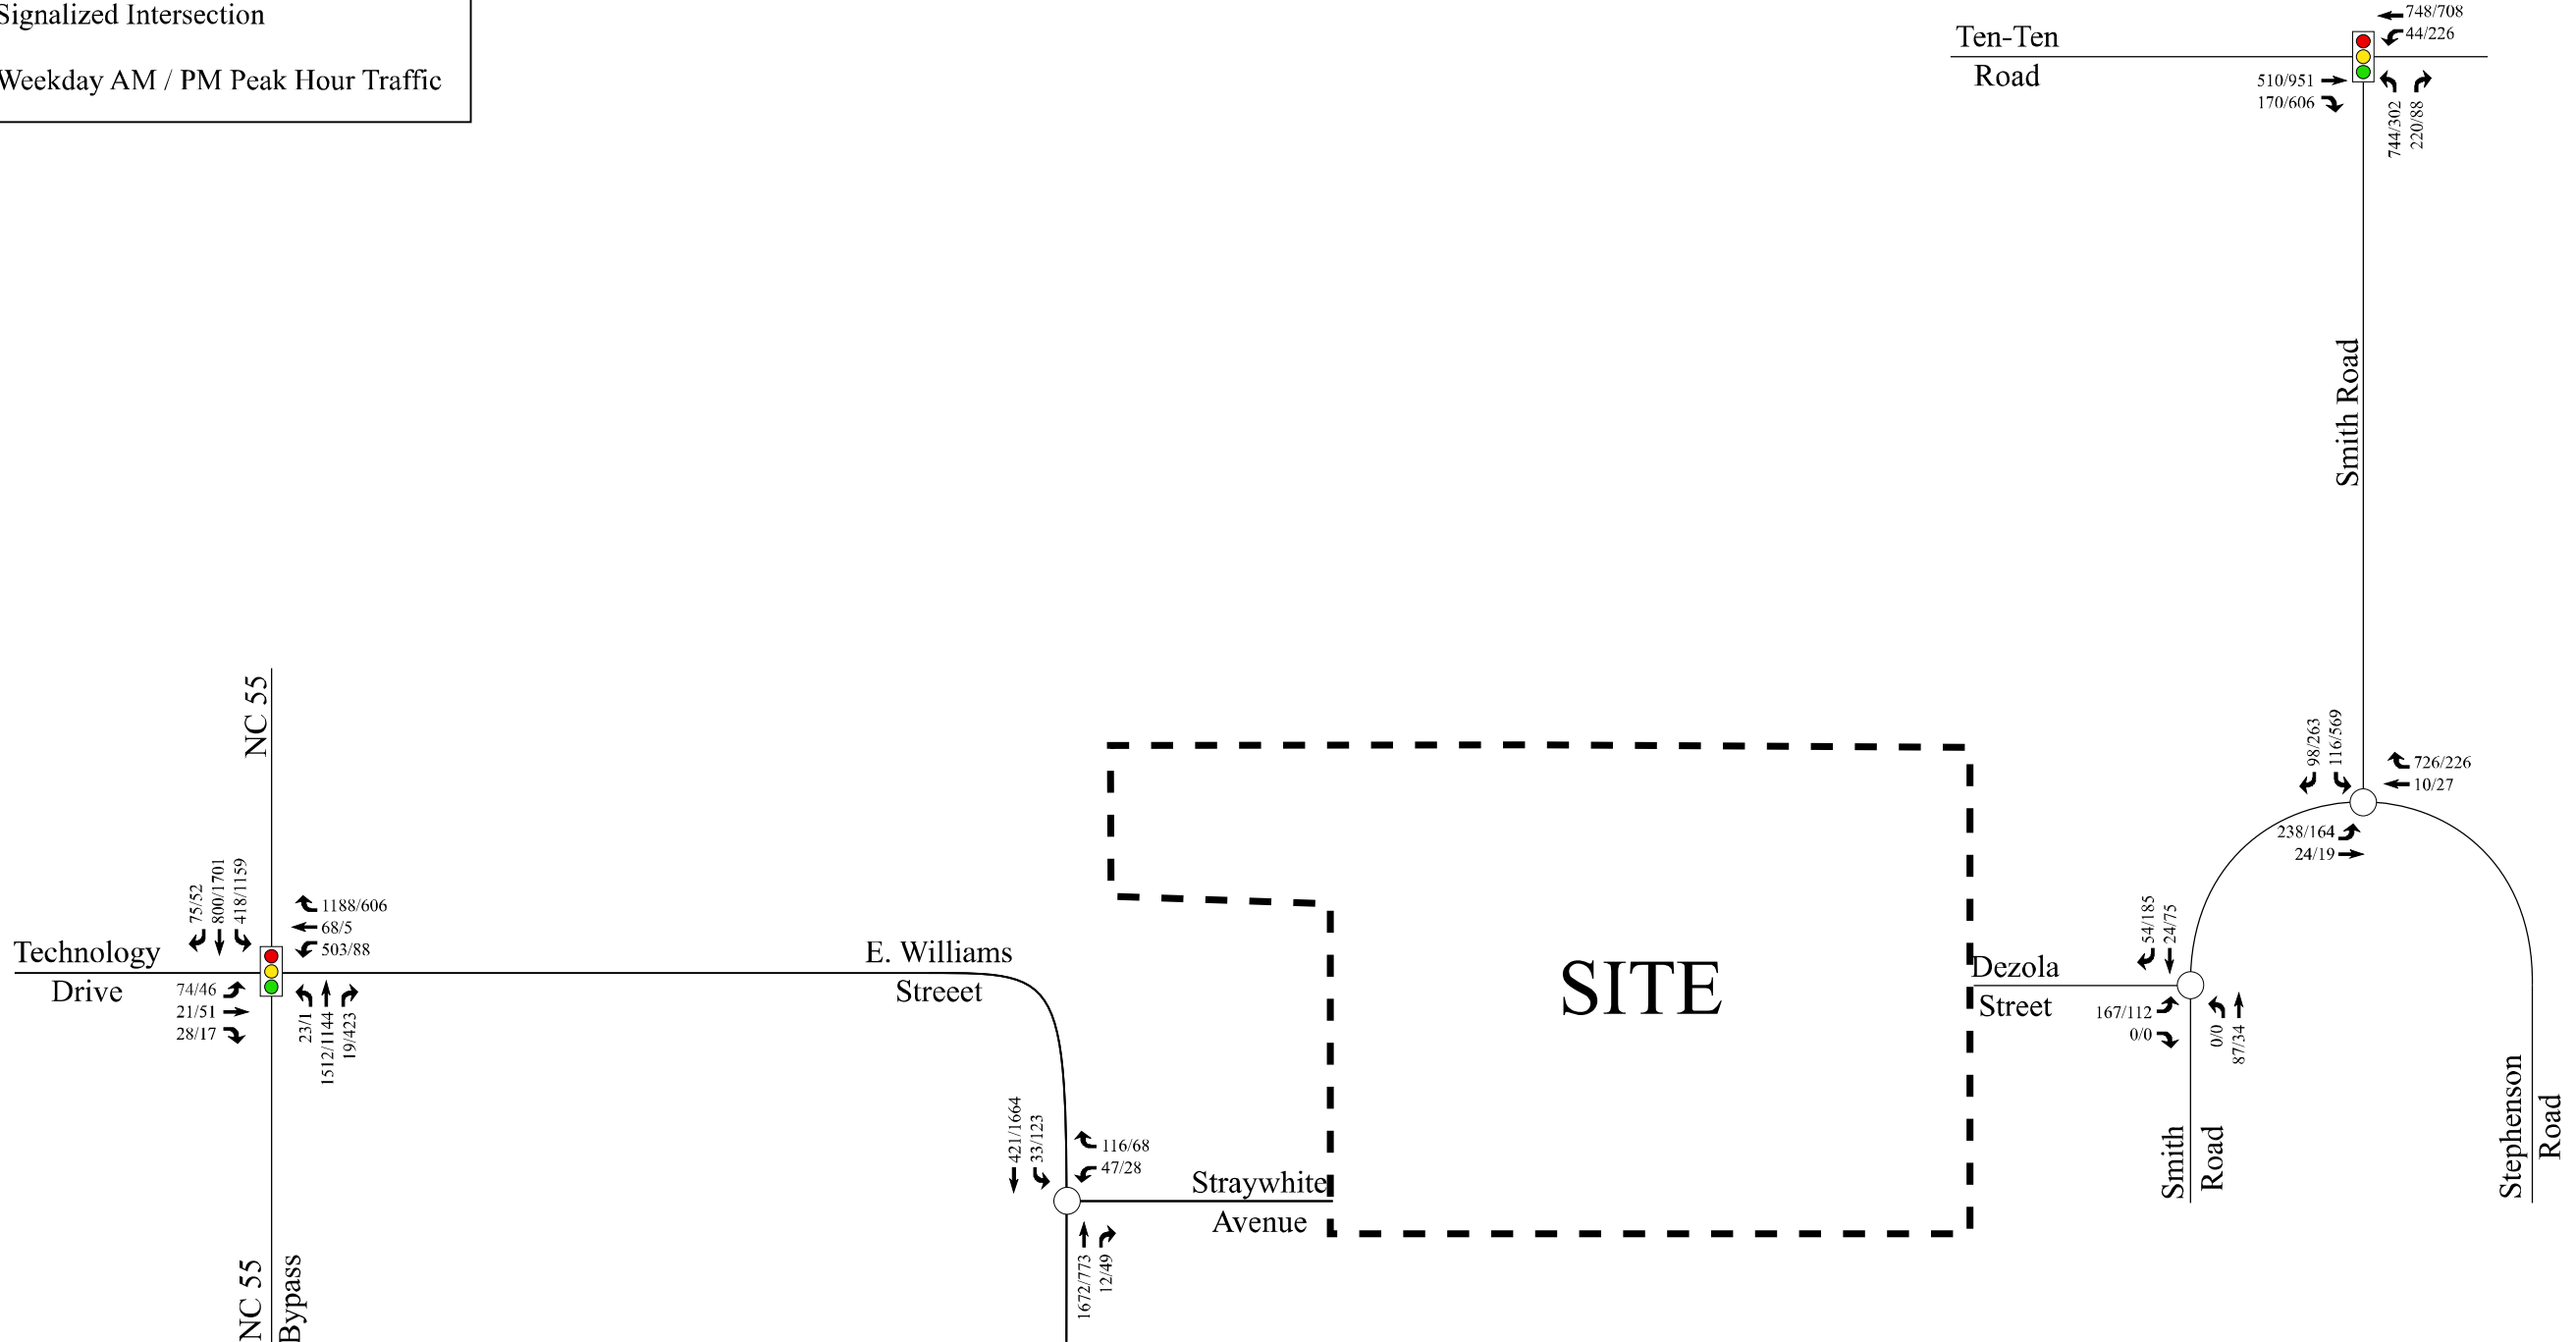 Signalized Intersection
Weekday AM / PM Peak Hour Traffic
Ten-Ten
Road
748/708
44/226
510/951
170/606
744/302
220/88
Smith Road
98/263
116/569
726/226
10/27
238/164
24/19
NC 55
75/52
800/1701
418/1159
1188/606
68/5
503/88
Technology
Drive
74/46
21/51
28/17
23/1
1512/1144
19/423
E. Williams
Streeet
SITE
Dezola
Street
54/185
24/75
167/112
0/0
0/0
87/34
421/1664
33/123
116/68
47/28
Straywhite
Avenue
1672/773
12/49
Smith
Road
Stephenson
Road
NC 55
Bypass